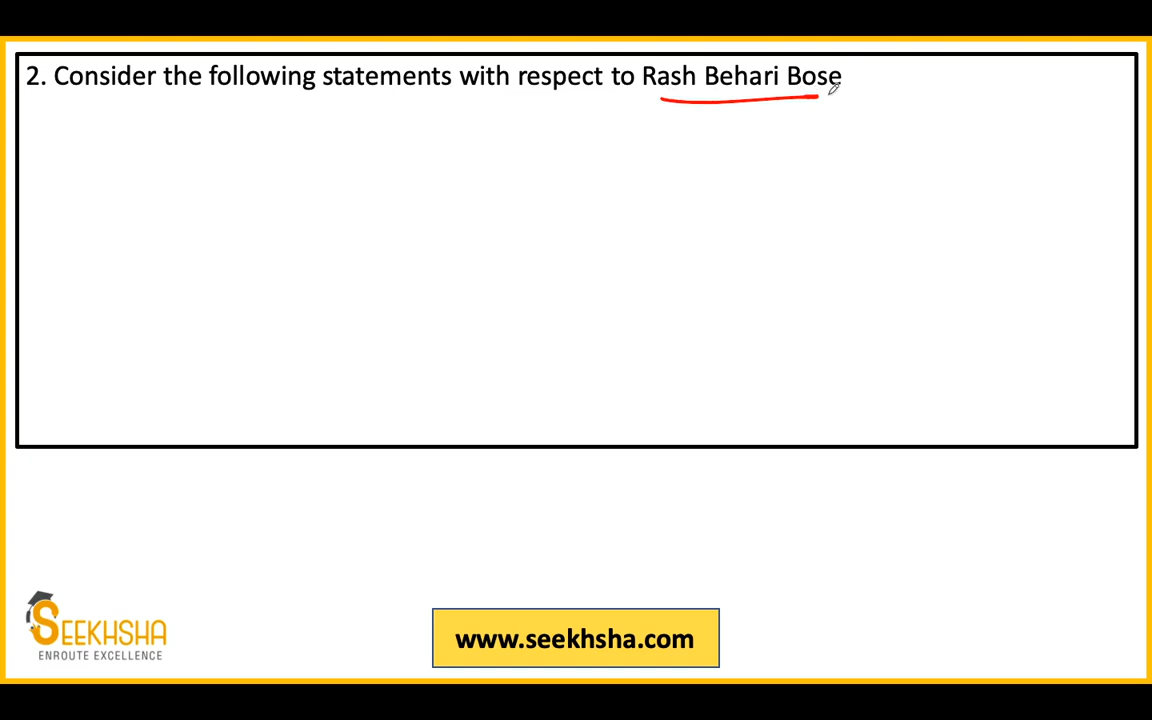 2. Consider the following statements with respect to Rash Behari Bose
SEEKHSHA
ENROUTE EXCELLENCE
www.seekhsha.com